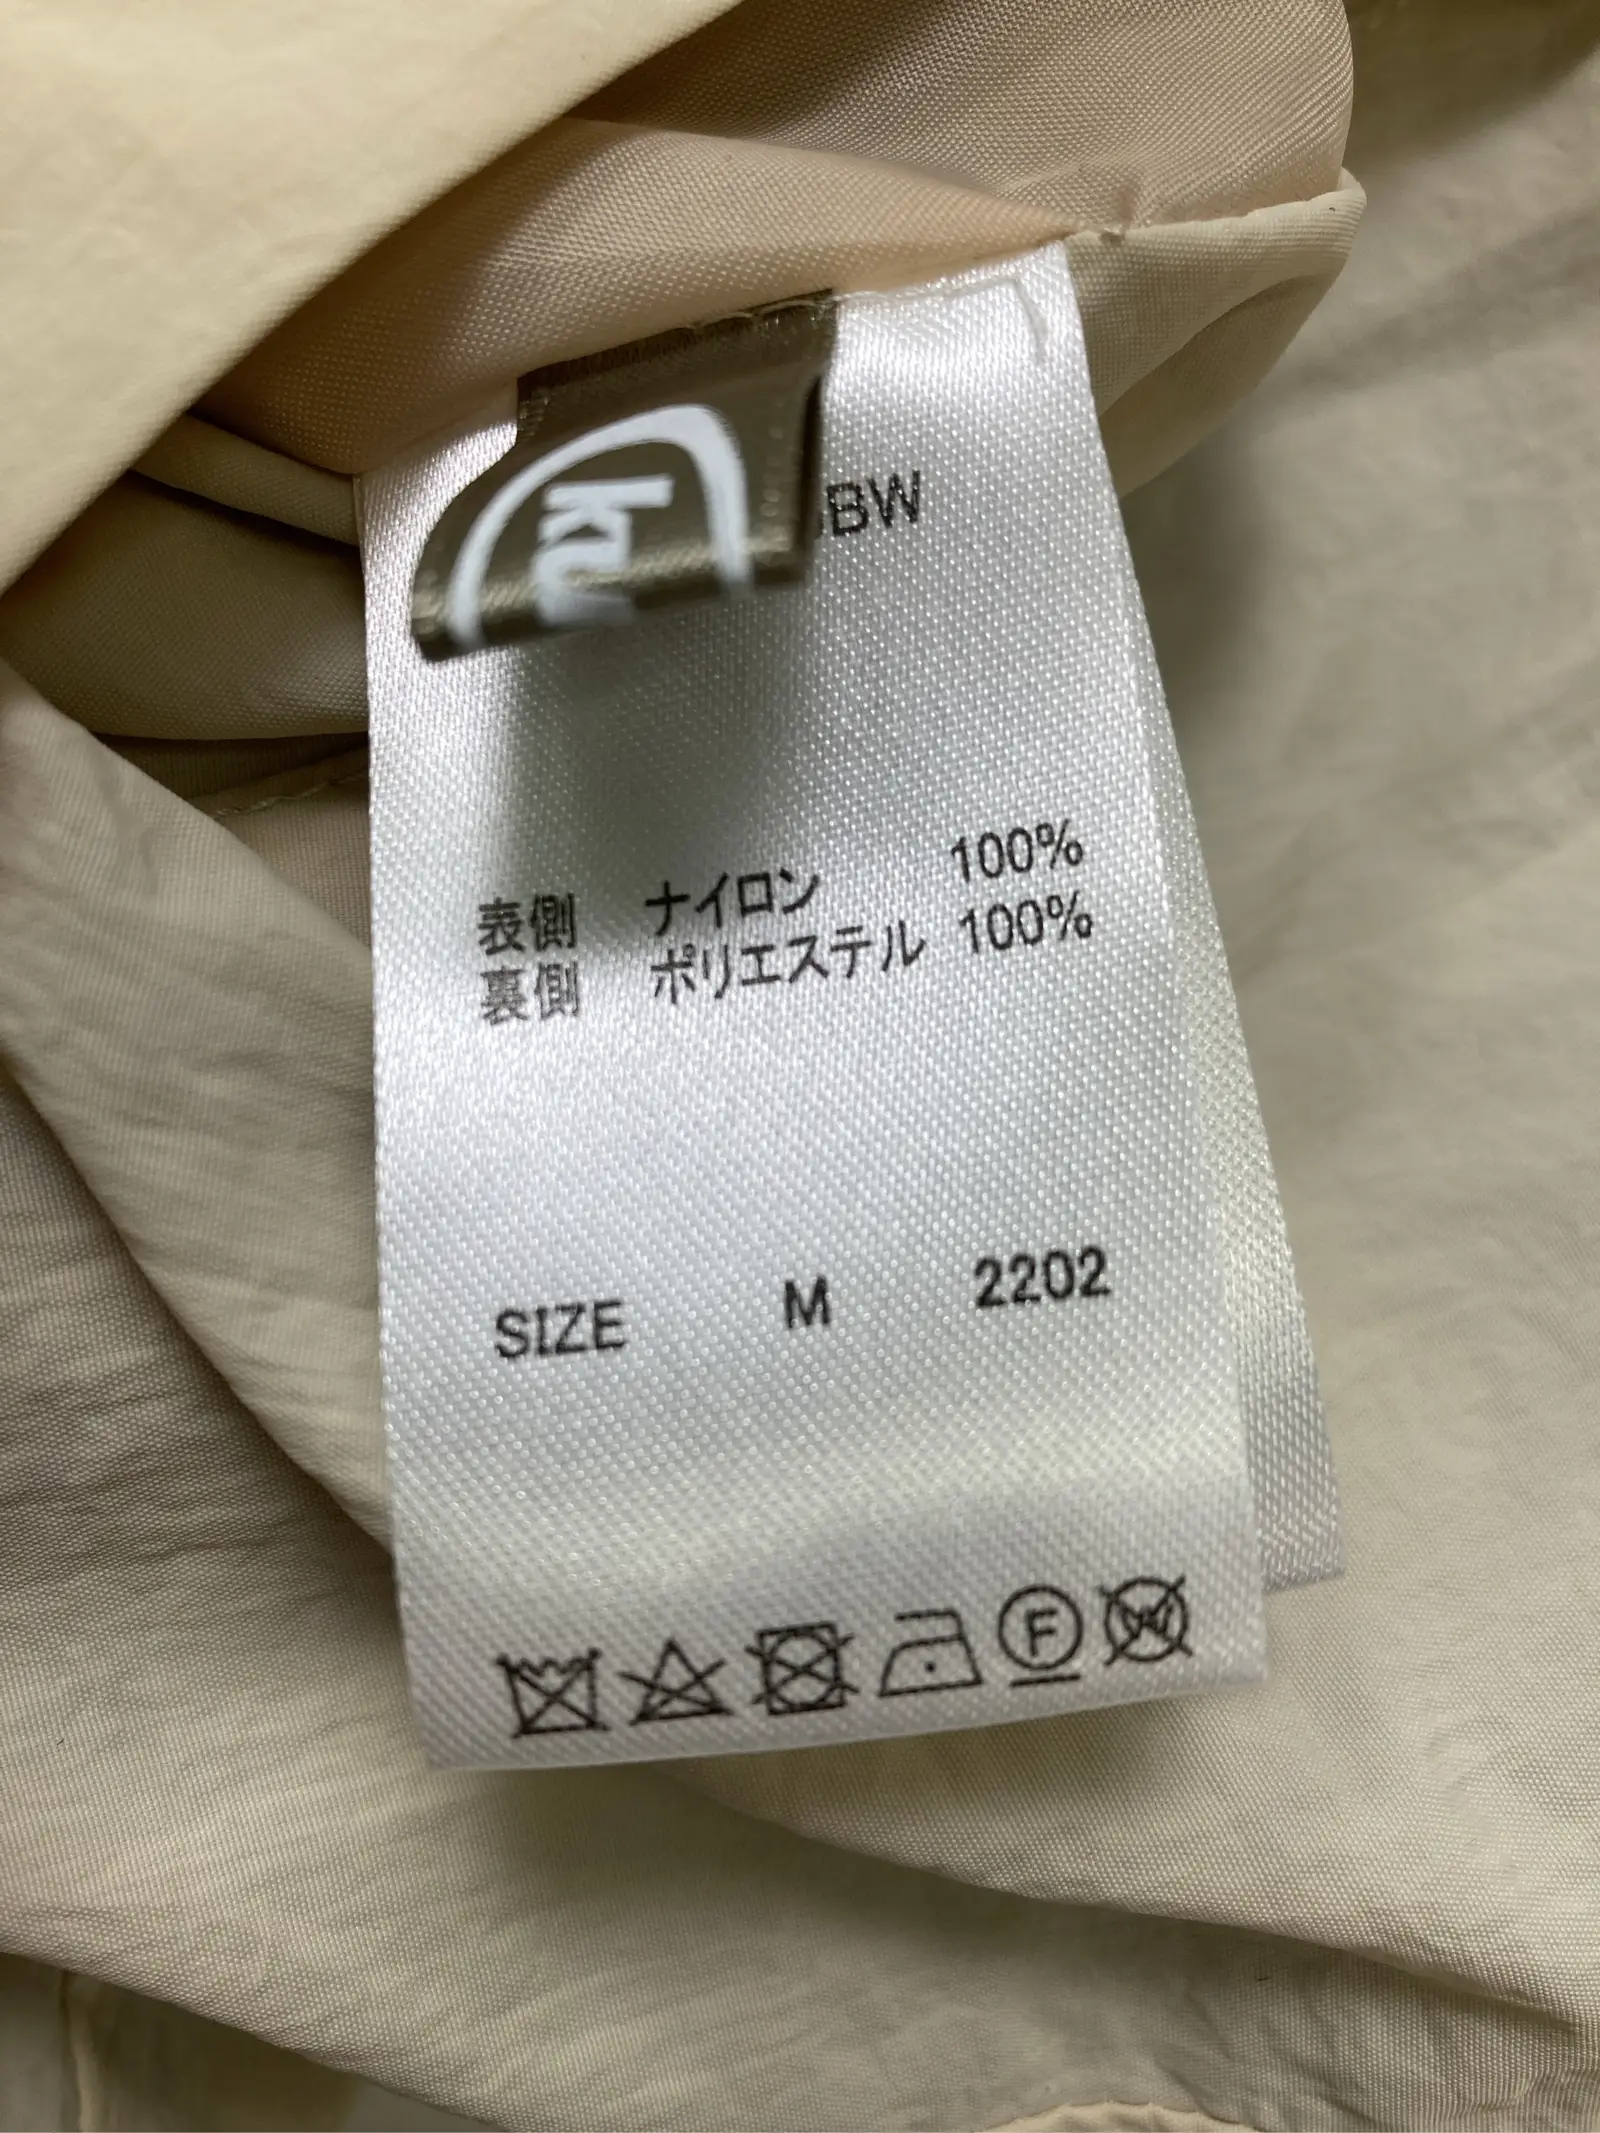 BW
表側 ナイロン 100%
裏側 ポリエステル 100%
SIZE M 2202
F
W